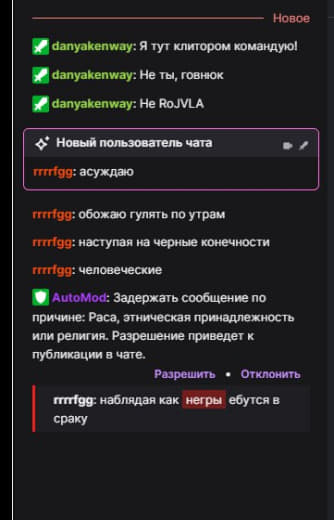 Новое
danyakenway: Я тут клитором командую!
danyakenway: Не ты, говнюк
danyakenway: Не RoJVLA
Новый пользователь чата
rrrrfgg: асуждаю
rrrrfgg: обожаю гулять по утрам
rrrrfgg: наступая на черные конечности
rrrrfgg: человеческие
AutoMod: Задержать сообщение по
причине: Раса, этническая принадлежность
или религия. Разрешение приведет к
публикации в чате.
Разрешить • Отклонить
rrrrfgg: наблядая как негры ебутся в
сраку